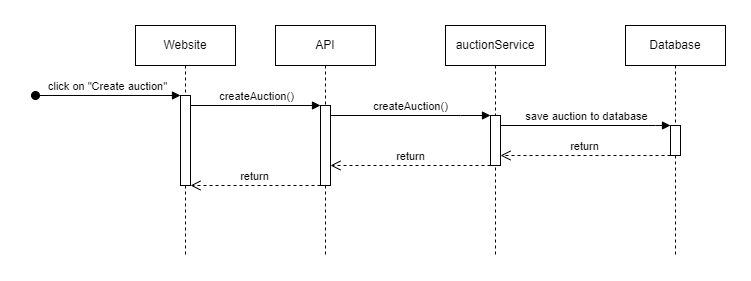 Website
API
auctionService
Database
click on "Create auction"
createAuction()
createAuction()
save auction to database
return
return
return